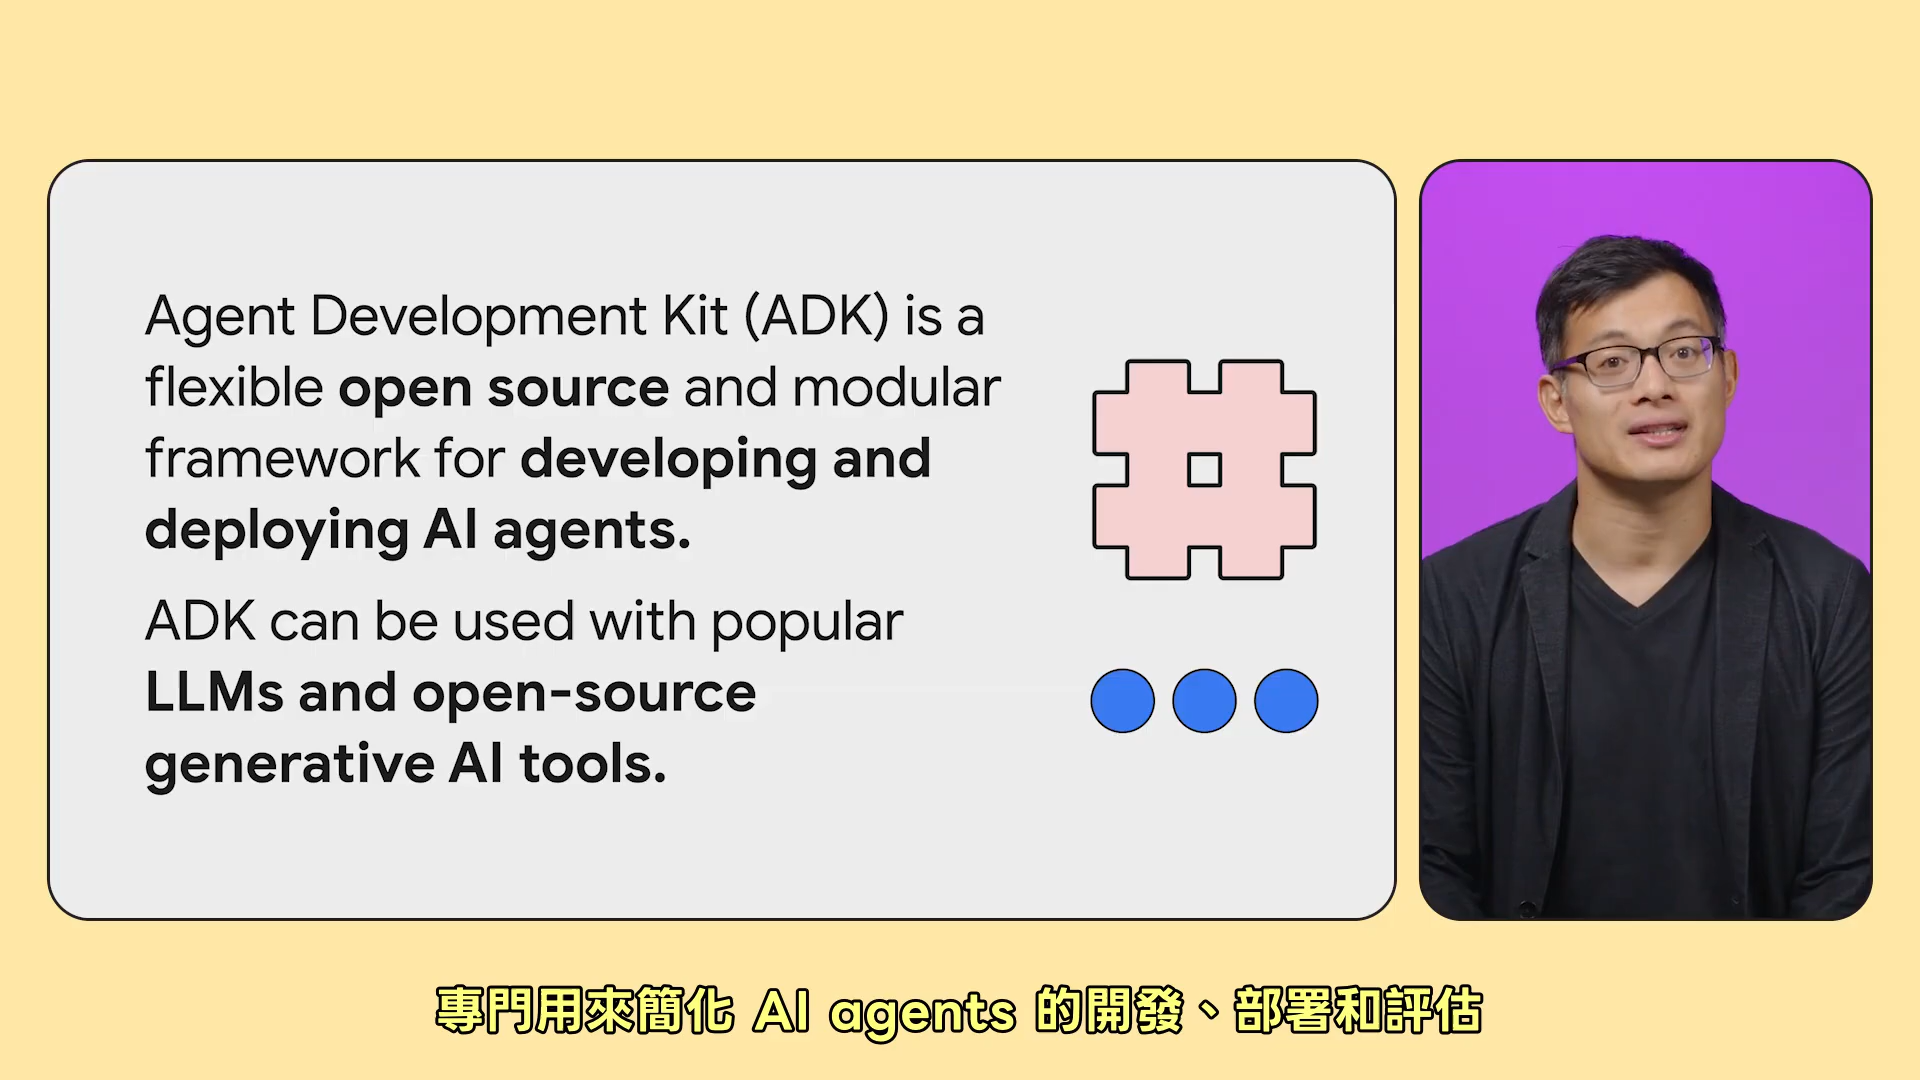 Agent Development Kit (ADK) is a
flexible open source and modular
framework for developing and
deploying AI agents.
ADK can be used with popular
LLMs and open-source
generative AI tools.
專門用來簡化 AI agents 的開發、部署和評估